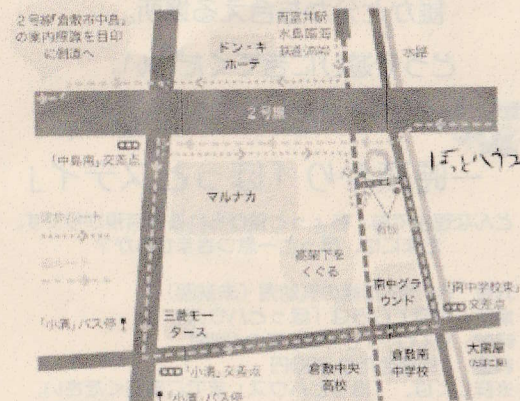 2号線「倉敷市中島」
の案内標識を目印
に側道へ
西富井駅
水島臨海
鉄道
ドン・キ
ホーテ
水路
2号線
「中島南」交差点
ぽっとハウス
マルナカ
高架下を
くぐる
南中グラ
ウンド
「南中学校東」
交差点
「小溝」バス停
三菱モー
タース
「小溝」交差点
「小溝」バス停
倉敷中央
高校
倉敷南
中学校
大黒屋